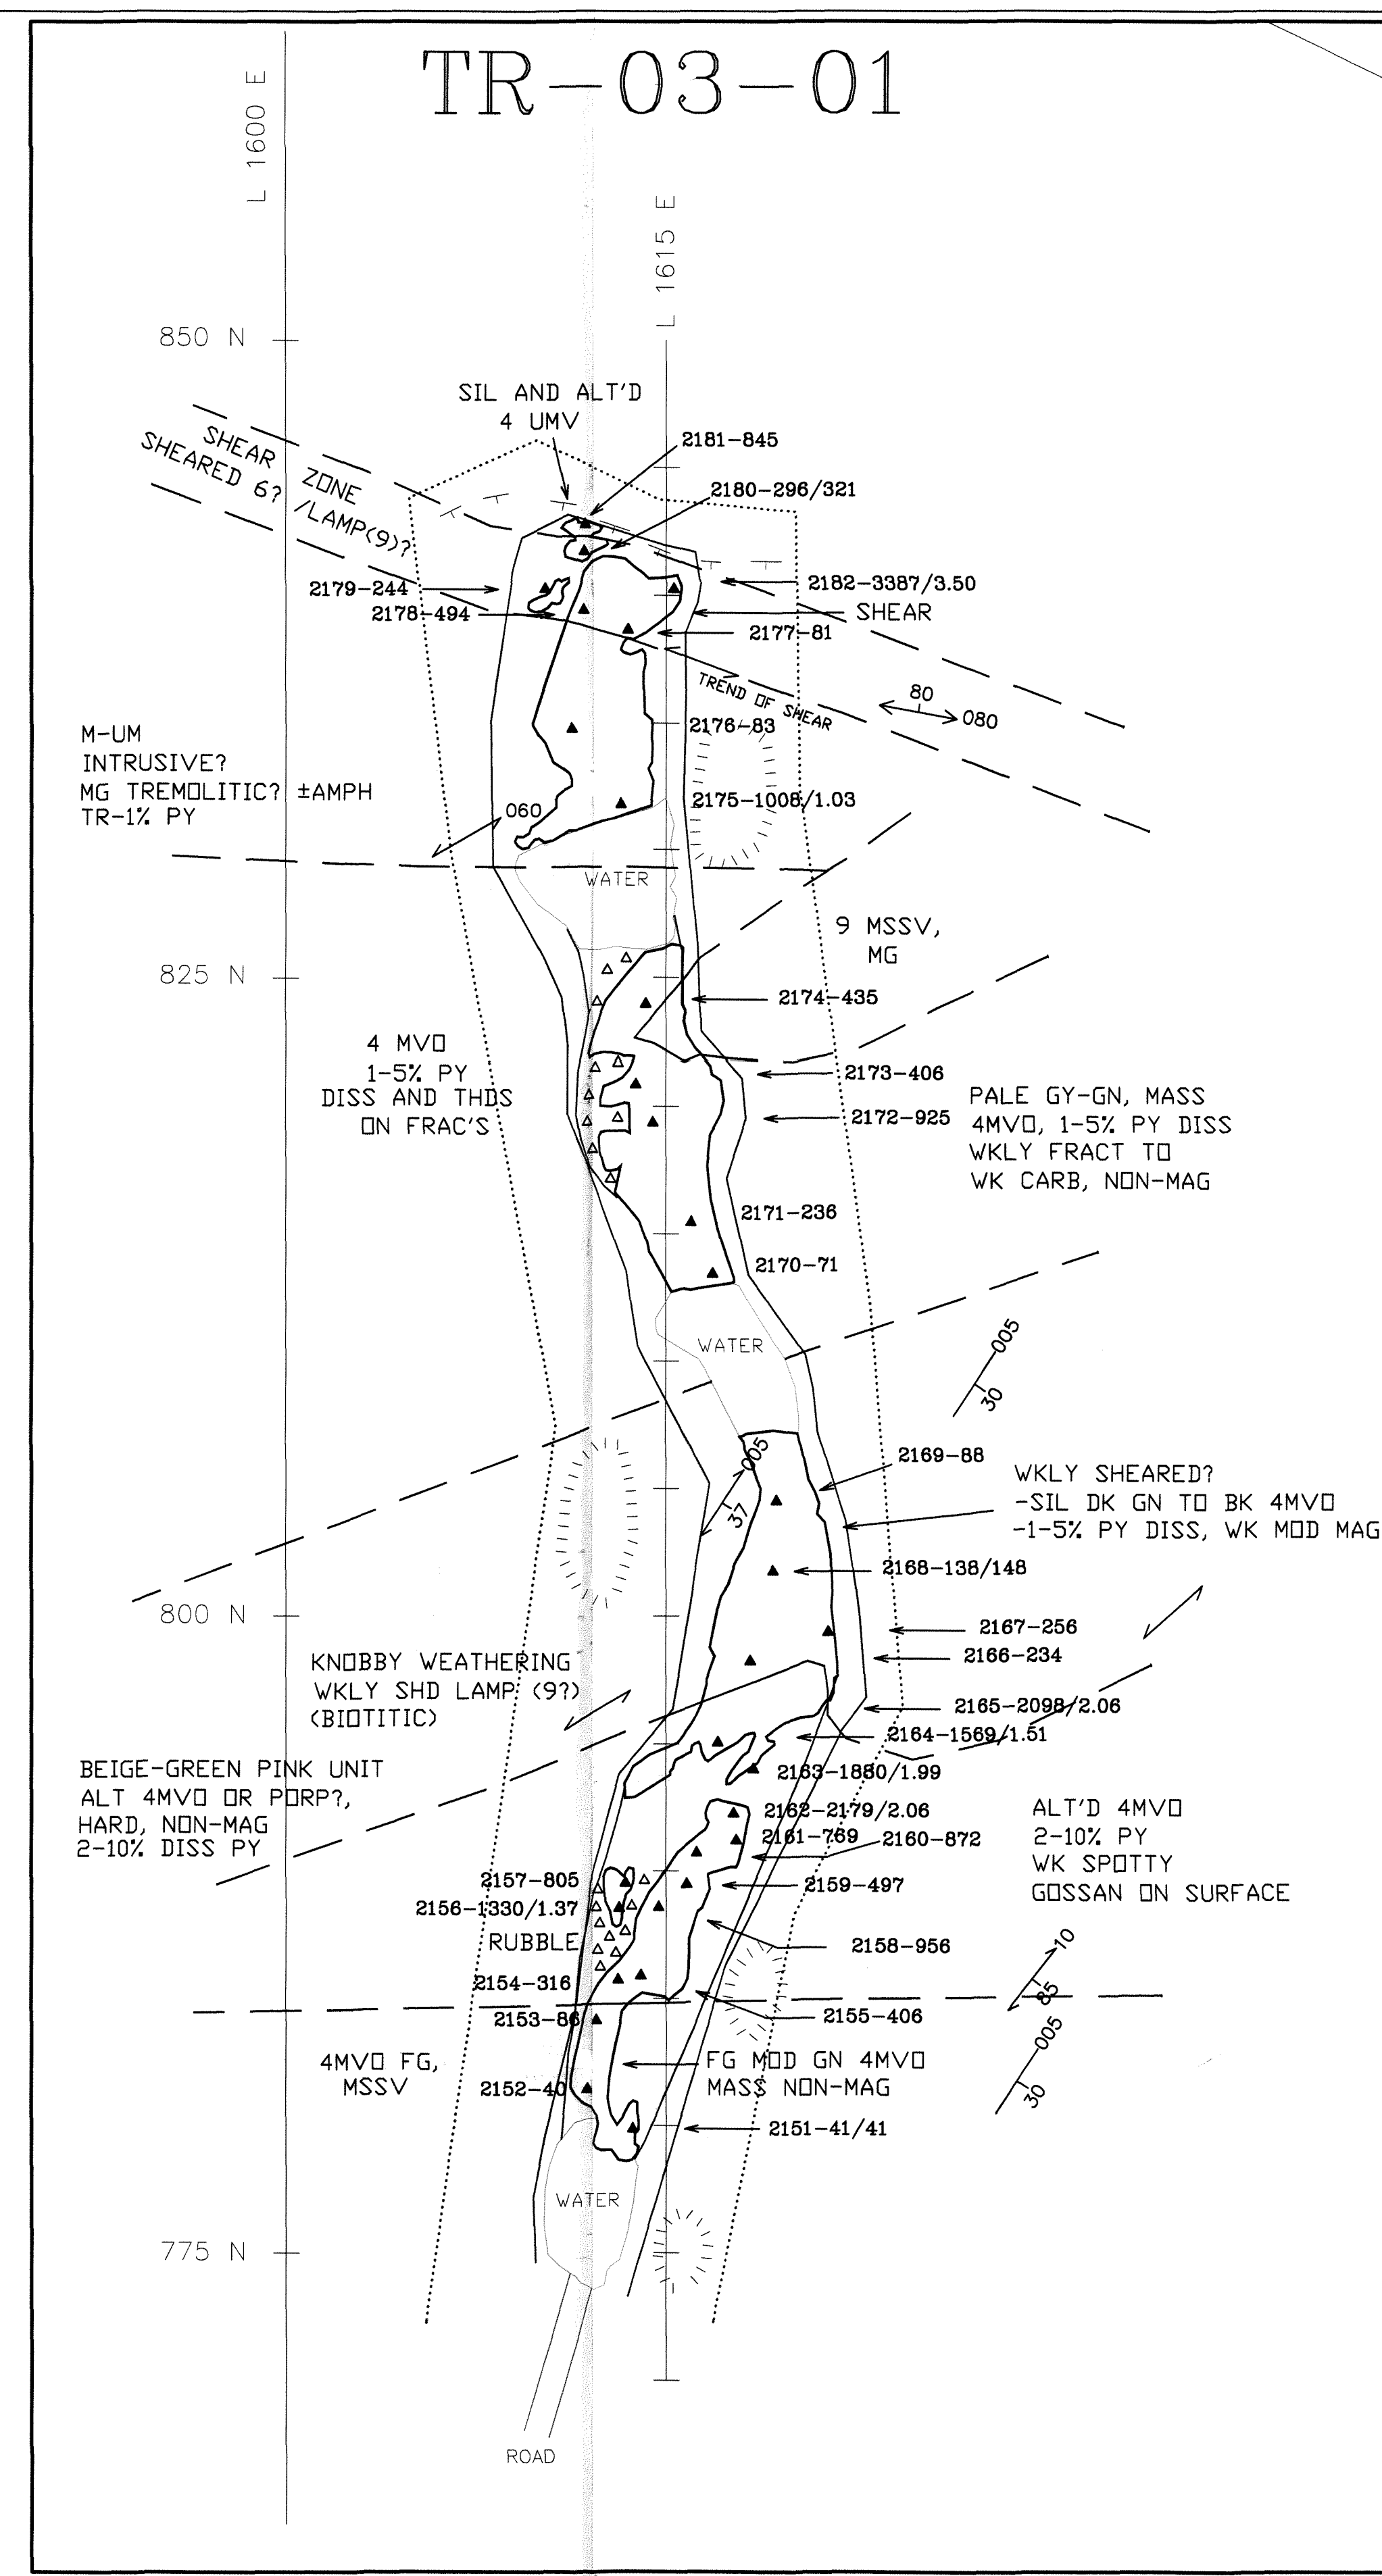 TR-03-01
L 1600 E
L 1615 E
850 N
SIL AND ALT'D
4 UMV
2181-845
2180-296/321
SHEAR ZONE
SHEARED 6? /LAMP(9)?
2179-244
2178-494
2182-3387/3.50
SHEAR
2177-81
TREND OF SHEAR
80
080
2176-83
M-UM
INTRUSIVE?
MG TREMOLITIC? ±AMPH
TR-1% PY
060
2175-1008/1.03
WATER
9 MSSV,
MG
825 N
2174-435
4 MVO
1-5% PY
DISS AND THDS
ON FRAC'S
2173-406
2172-925
PALE GY-GN, MASS
4MVO, 1-5% PY DISS
WKLY FRACT TO
WK CARB, NON-MAG
2171-236
2170-71
WATER
005
30
2169-88
005
37
WKLY SHEARED?
-SIL DK GN TO BK 4MVO
-1-5% PY DISS, WK MOD MAG
2168-138/148
800 N
2167-256
2166-234
KNOBBY WEATHERING
WKLY SHD LAMP (9?)
(BIOTITIC)
2165-2098/2.06
2164-1569/1.51
BEIGE-GREEN PINK UNIT
ALT 4MVO OR PORP?,
HARD, NON-MAG
2-10% DISS PY
2163-1880/1.99
2162-2179/2.06
2161-769
2160-872
ALT'D 4MVO
2-10% PY
WK SPOTTY
GOSSAN ON SURFACE
2157-805
2159-497
2156-1330/1.37
RUBBLE
2158-956
10
85
2154-316
2153-86
2155-406
005
30
4MVO FG,
MSSV
FG MOD GN 4MVO
MASS NON-MAG
2152-40
2151-41/41
WATER
775 N
ROAD